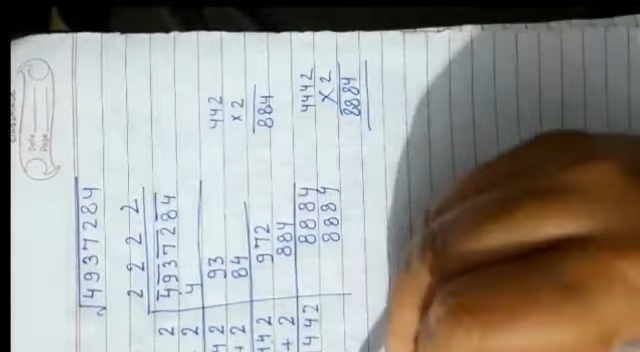 Date
Page
√4937284
2 2 2 2
2 4937284
2 4
42 93
+ 2 84
442 972
+ 2 884
442 8884
8884
442
× 2
884
4442
× 2
8884